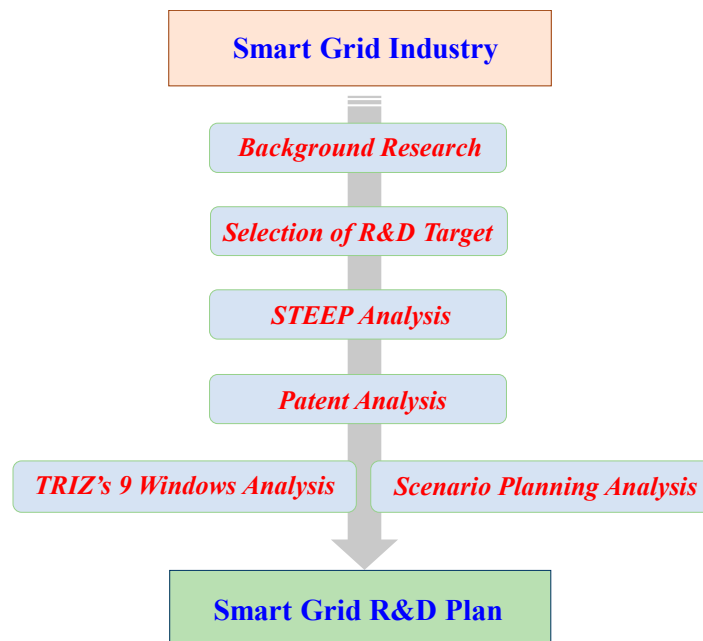 Smart Grid Industry
Background Research
Selection of R&D Target
STEEP Analysis
Patent Analysis
TRIZ’s 9 Windows Analysis
Scenario Planning Analysis
Smart Grid R&D Plan